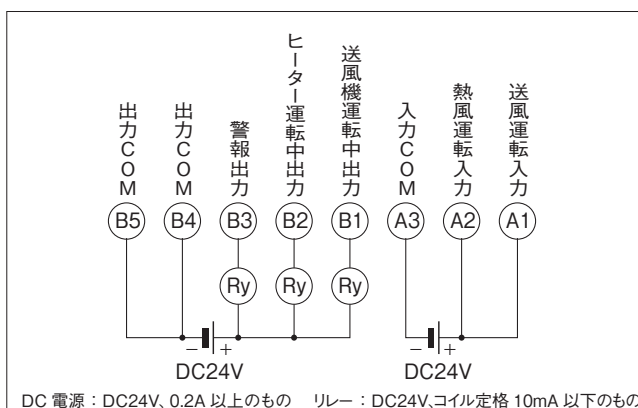 出力COM
出力COM
警報出力
ヒーター運転中出力
送風機運転中出力
入力COM
熱風運転入力
送風運転入力
B5 B4 B3 B2 B1 A3 A2 A1
Ry Ry Ry
− + − +
DC24V DC24V
DC 電源：DC24V、0.2A 以上のもの リレー：DC24V、コイル定格 10mA 以下のもの